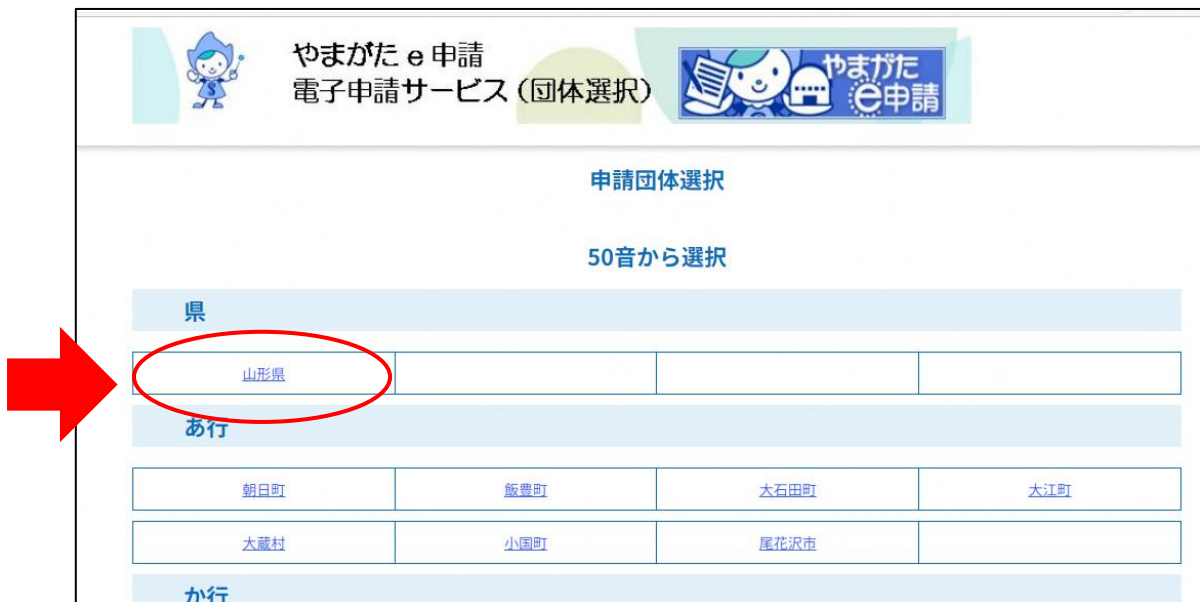 やまがた e 申請
電子申請サービス (団体選択)
やまがた
e申請
S
申請団体選択
50音から選択
県
山形県
あ行
朝日町 飯豊町 大石田町 大江町
大蔵村 小国町 尾花沢市
か行